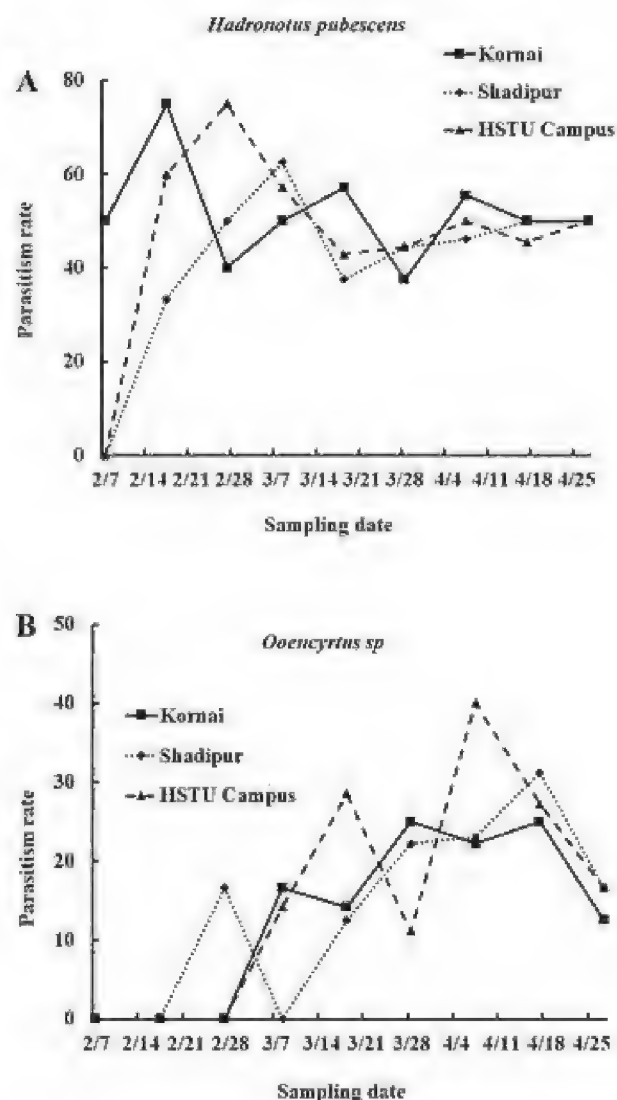 Hadronotus pubescens
A
Kornai
Shadipur
HSTU Campus
80
60
40
20
0
Parasitism rate
2/7 2/14 2/21 2/28 3/7 3/14 3/21 3/28 4/4 4/11 4/18 4/25
Sampling date
B
Ooencyrtus sp
Kornai
Shadipur
HSTU Campus
50
40
30
20
10
0
Parasitism rate
2/7 2/14 2/21 2/28 3/7 3/14 3/21 3/28 4/4 4/11 4/18 4/25
Sampling date